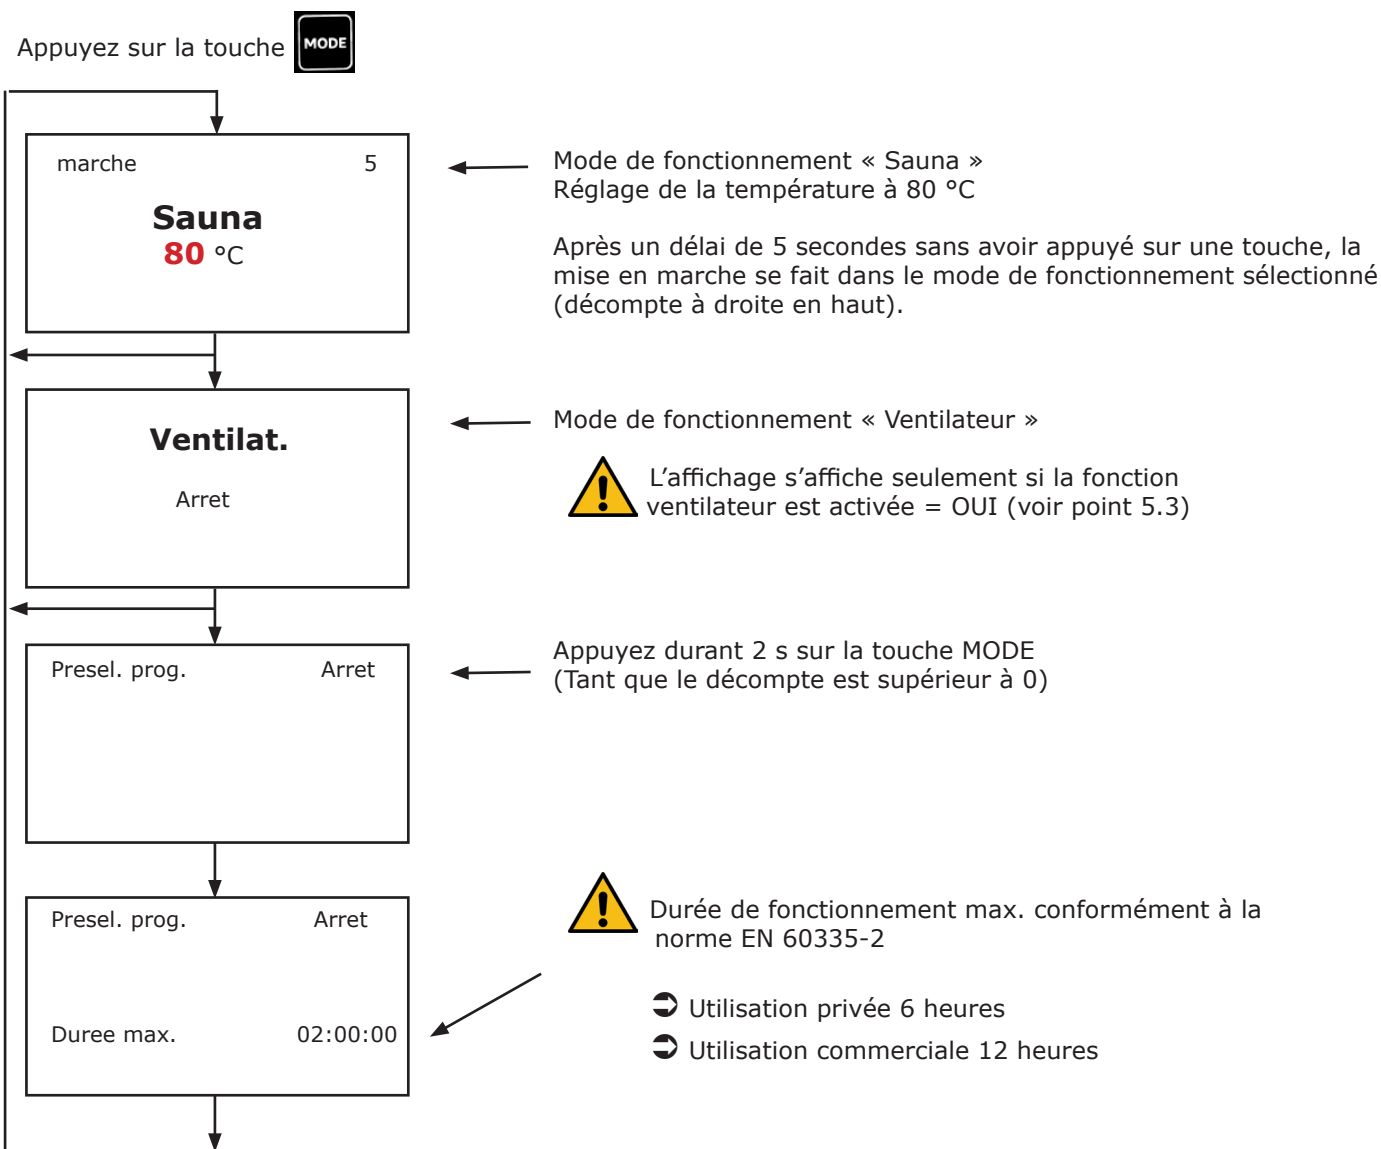 Appuyez sur la touche MODE
marche 5
Sauna
80 °C
Mode de fonctionnement « Sauna »
Réglage de la température à 80 °C
Après un délai de 5 secondes sans avoir appuyé sur une touche, la
mise en marche se fait dans le mode de fonctionnement sélectionné
(décompte à droite en haut).
Ventilat.
Arret
Mode de fonctionnement « Ventilateur »
L’affichage s’affiche seulement si la fonction
ventilateur est activée = OUI (voir point 5.3)
Presel. prog. Arret
Appuyez durant 2 s sur la touche MODE
(Tant que le décompte est supérieur à 0)
Presel. prog. Arret
Duree max. 02:00:00
Durée de fonctionnement max. conformément à la
norme EN 60335-2
Utilisation privée 6 heures
Utilisation commerciale 12 heures